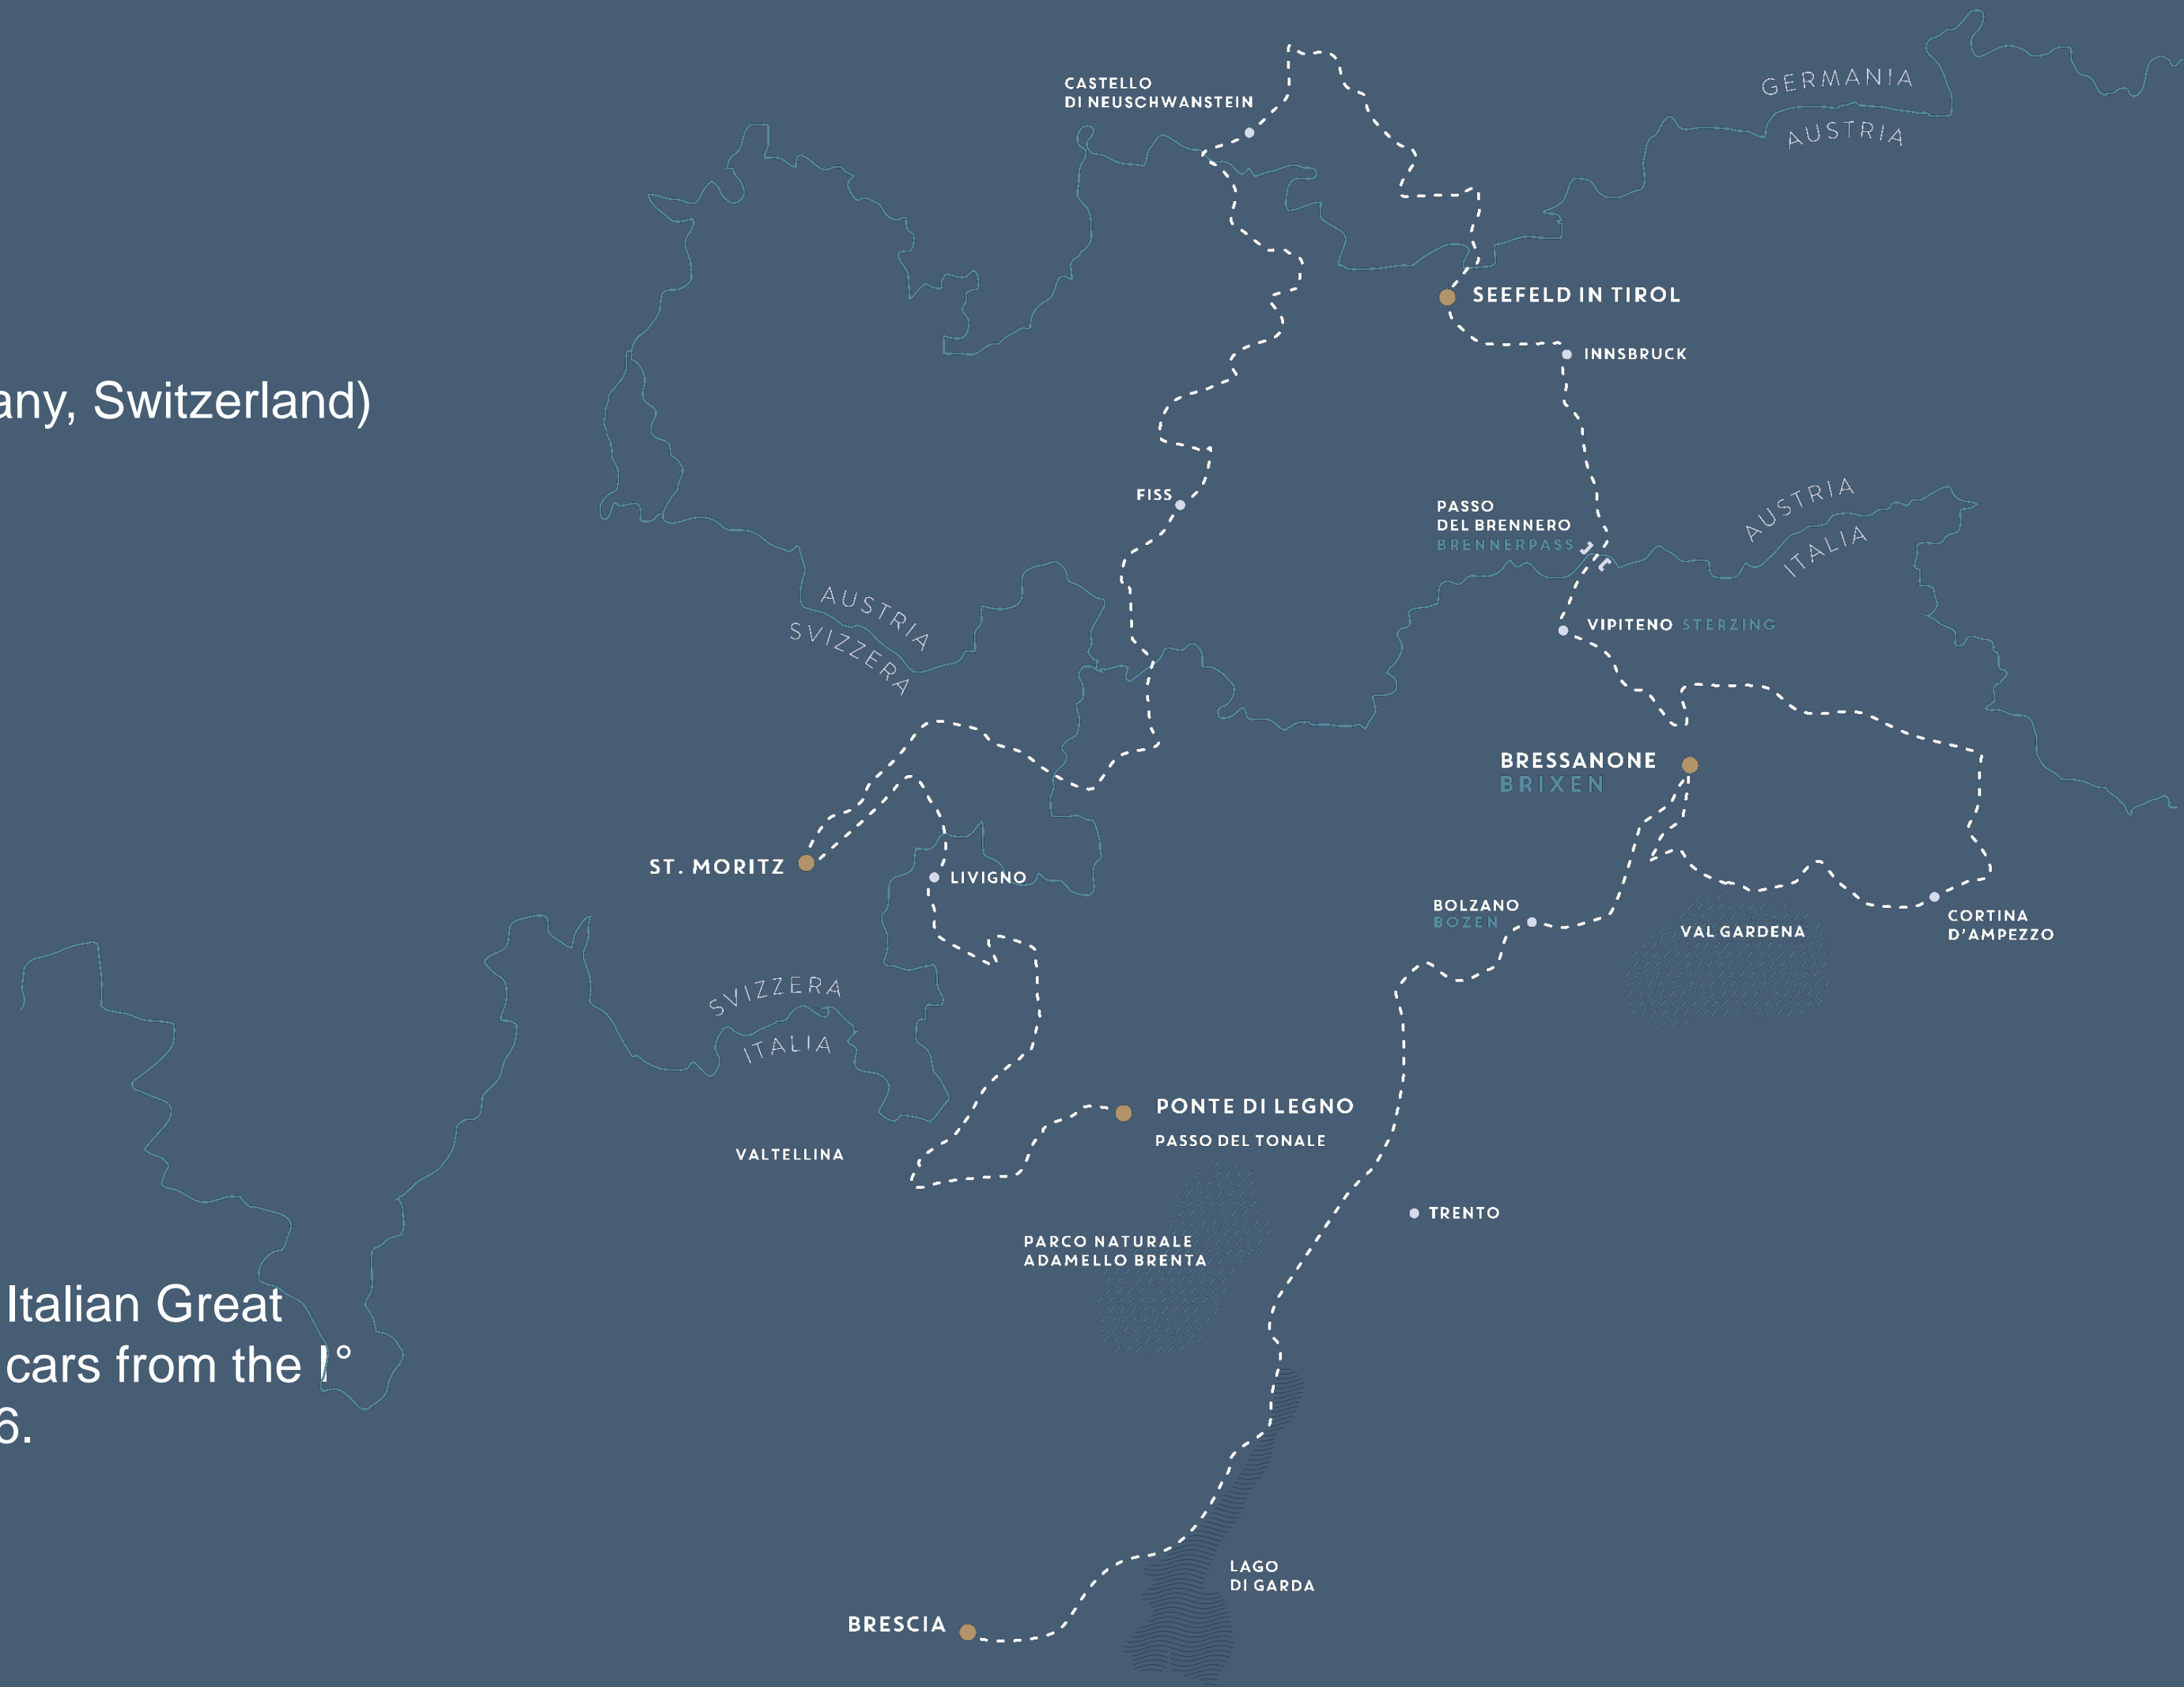 any, Switzerland)
Italian Great
cars from the I°
6.
CASTELLO
DI NEUSCHWANSTEIN
GERMANIA
AUSTRIA
SEEFELD IN TIROL
INNSBRUCK
FISS
PASSO
DEL BRENNERO
BRENNERPASS
AUSTRIA
ITALIA
AUSTRIA
SVIZZERA
VIPITENO STERZING
BRESSANONE
BRIXEN
ST. MORITZ
LIVIGNO
BOLZANO
BOZEN
VAL GARDENA
CORTINA
D'AMPEZZO
SVIZZERA
ITALIA
PONTE DI LEGNO
PASSO DEL TONALE
VALTELLINA
TRENTO
PARCO NATURALE
ADAMELLO BRENTA
LAGO
DI GARDA
BRESCIA